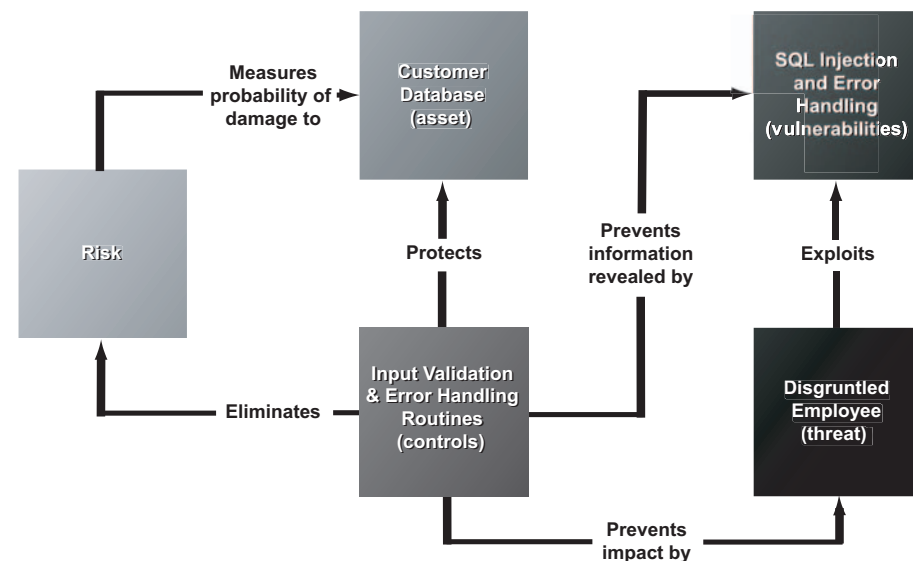 Measures
probability of
damage to
Customer
Database
(asset)
SQL Injection
and Error
Handling
(vulnerabilities)
Risk
Protects
Prevents
information
revealed by
Exploits
Input Validation
& Error Handling
Routines
(controls)
Eliminates
Disgruntled
Employee
(threat)
Prevents
impact by